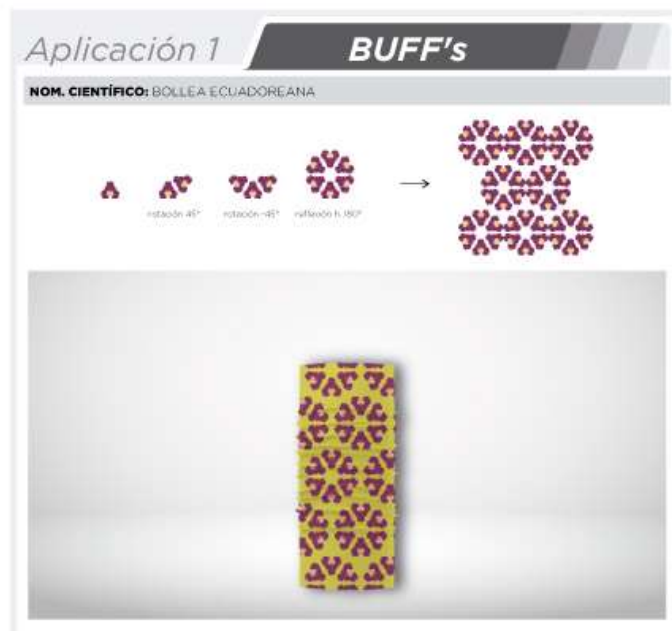 Aplicación 1
BUFF's
NOM. CIENTÍFICO: BOLLEA ECUADOREANA
rotación 45°
rotación -45°
reflexión h. 180°